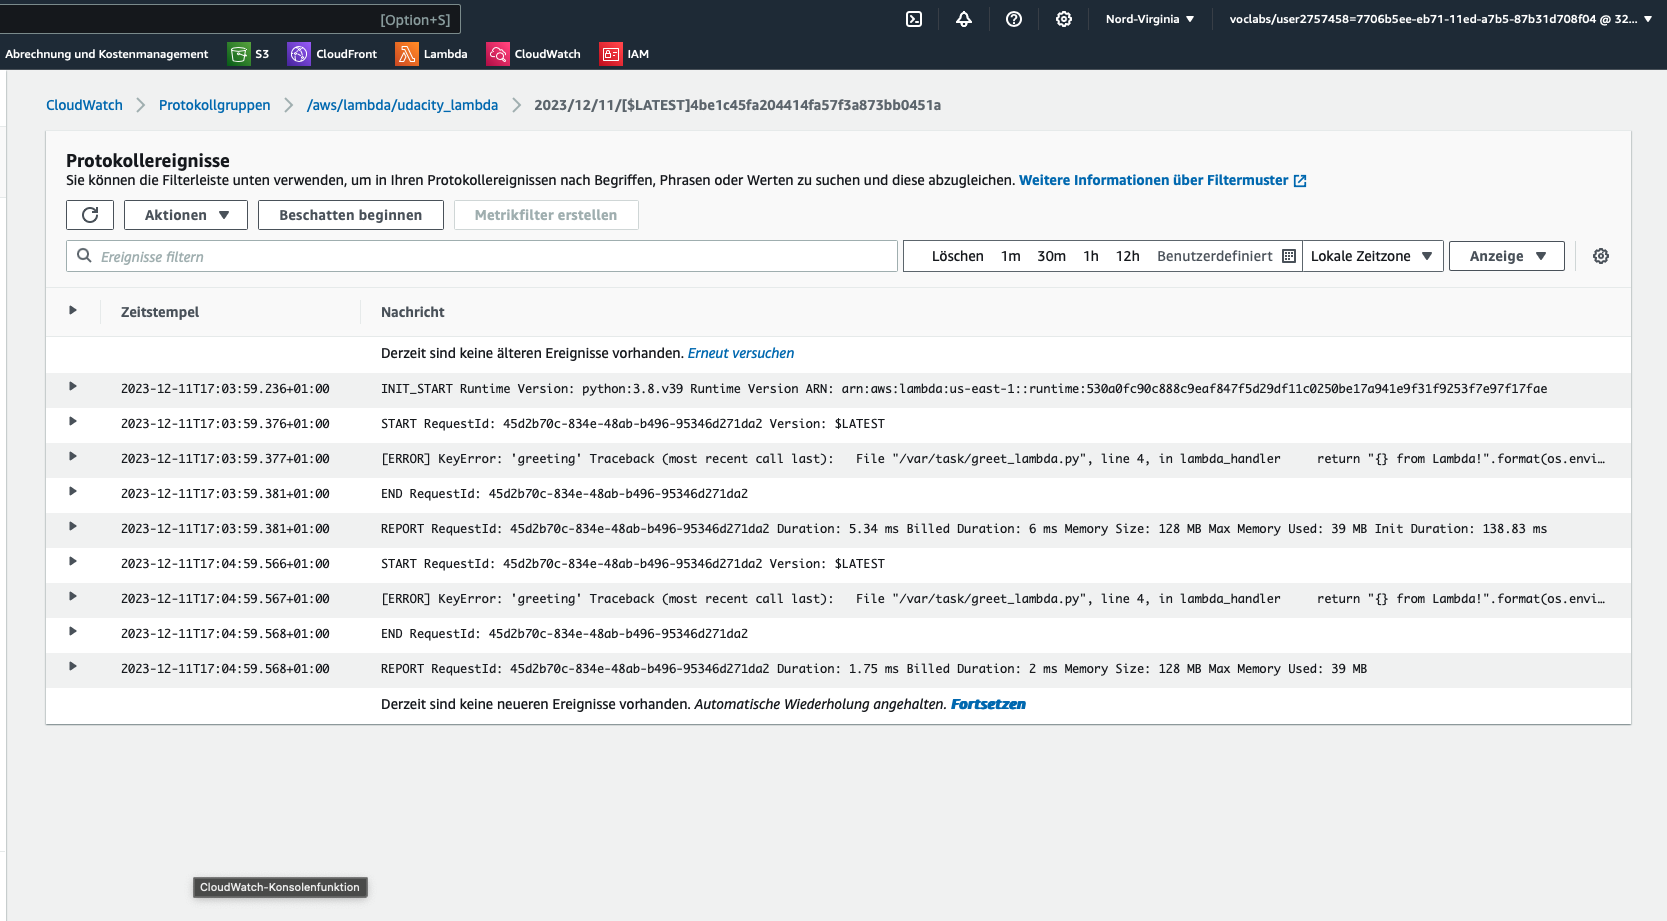 [Option+S]
Nord-Virginia
voclabs/user2757458=7706b5ee-eb71-11ed-a7b5-87b31d708f04 @ 32...
Abrechnung und Kostenmanagement
S3
CloudFront
Lambda
CloudWatch
IAM
CloudWatch
Protokollgruppen
/aws/lambda/udacity_lambda
2023/12/11/[$LATEST]4be1c45fa204414fa57f3a873bb0451a
Protokollereignisse
Sie können die Filterleiste unten verwenden, um in Ihren Protokollereignissen nach Begriffen, Phrasen oder Werten zu suchen und diese abzugleichen. Weitere Informationen über Filtermuster
Aktionen
Beschatten beginnen
Metrikfilter erstellen
Ereignisse filtern
Löschen
1m
30m
1h
12h
Benutzerdefiniert
Lokale Zeitzone
Anzeige
Zeitstempel
Nachricht
Derzeit sind keine älteren Ereignisse vorhanden. Erneut versuchen
2023-12-11T17:03:59.236+01:00 INIT_START Runtime Version: python:3.8.v39 Runtime Version ARN: arn:aws:lambda:us-east-1::runtime:530a0fc90c888c9eaf847f5d29df11c0250be17a941e9f31f9253f7e97f17fae
2023-12-11T17:03:59.376+01:00 START RequestId: 45d2b70c-834e-48ab-b496-95346d271da2 Version: $LATEST
2023-12-11T17:03:59.377+01:00 [ERROR] KeyError: 'greeting' Traceback (most recent call last): File "/var/task/greet_lambda.py", line 4, in lambda_handler return "{} from Lambda!".format(os.envi...
2023-12-11T17:03:59.381+01:00 END RequestId: 45d2b70c-834e-48ab-b496-95346d271da2
2023-12-11T17:03:59.381+01:00 REPORT RequestId: 45d2b70c-834e-48ab-b496-95346d271da2 Duration: 5.34 ms Billed Duration: 6 ms Memory Size: 128 MB Max Memory Used: 39 MB Init Duration: 138.83 ms
2023-12-11T17:04:59.566+01:00 START RequestId: 45d2b70c-834e-48ab-b496-95346d271da2 Version: $LATEST
2023-12-11T17:04:59.567+01:00 [ERROR] KeyError: 'greeting' Traceback (most recent call last): File "/var/task/greet_lambda.py", line 4, in lambda_handler return "{} from Lambda!".format(os.envi...
2023-12-11T17:04:59.568+01:00 END RequestId: 45d2b70c-834e-48ab-b496-95346d271da2
2023-12-11T17:04:59.568+01:00 REPORT RequestId: 45d2b70c-834e-48ab-b496-95346d271da2 Duration: 1.75 ms Billed Duration: 2 ms Memory Size: 128 MB Max Memory Used: 39 MB
Derzeit sind keine neueren Ereignisse vorhanden. Automatische Wiederholung angehalten. Fortsetzen
CloudWatch-Konsolenfunktion